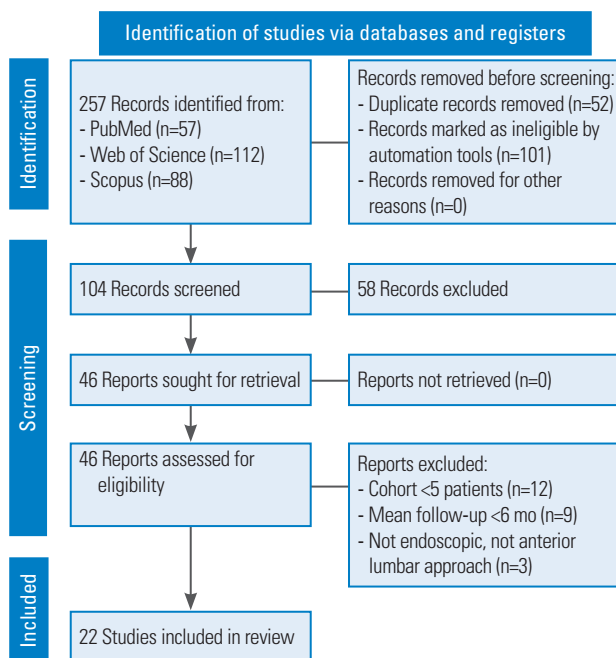 Identification of studies via databases and registers
Identification
257 Records identified from:
- PubMed (n=57)
- Web of Science (n=112)
- Scopus (n=88)
Records removed before screening:
- Duplicate records removed (n=52)
- Records marked as ineligible by
automation tools (n=101)
- Records removed for other
reasons (n=0)
Screening
104 Records screened
58 Records excluded
46 Reports sought for retrieval
Reports not retrieved (n=0)
46 Reports assessed for
eligibility
Reports excluded:
- Cohort <5 patients (n=12)
- Mean follow-up <6 mo (n=9)
- Not endoscopic, not anterior
lumbar approach (n=3)
Included
22 Studies included in review